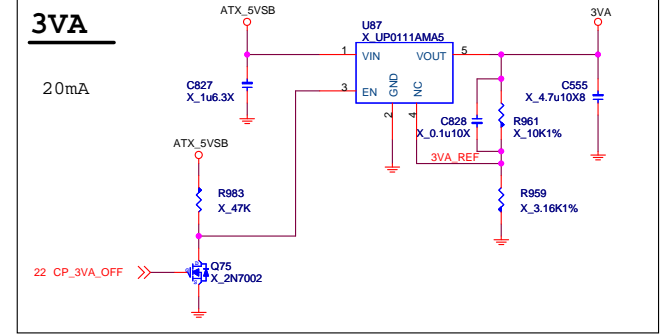 3VA
20mA
ATX_5VSB
U87
X_UP0111AMA5
3VA
1
VIN
VOUT
5
3
EN
GND
NC
2
4
C827
X_1u6.3X
C828
X_0.1u10X
R961
X_10K1%
C555
X_4.7u10X8
3VA_REF
ATX_5VSB
R983
X_47K
R959
X_3.16K1%
22 CP_3VA_OFF
Q75
X_2N7002